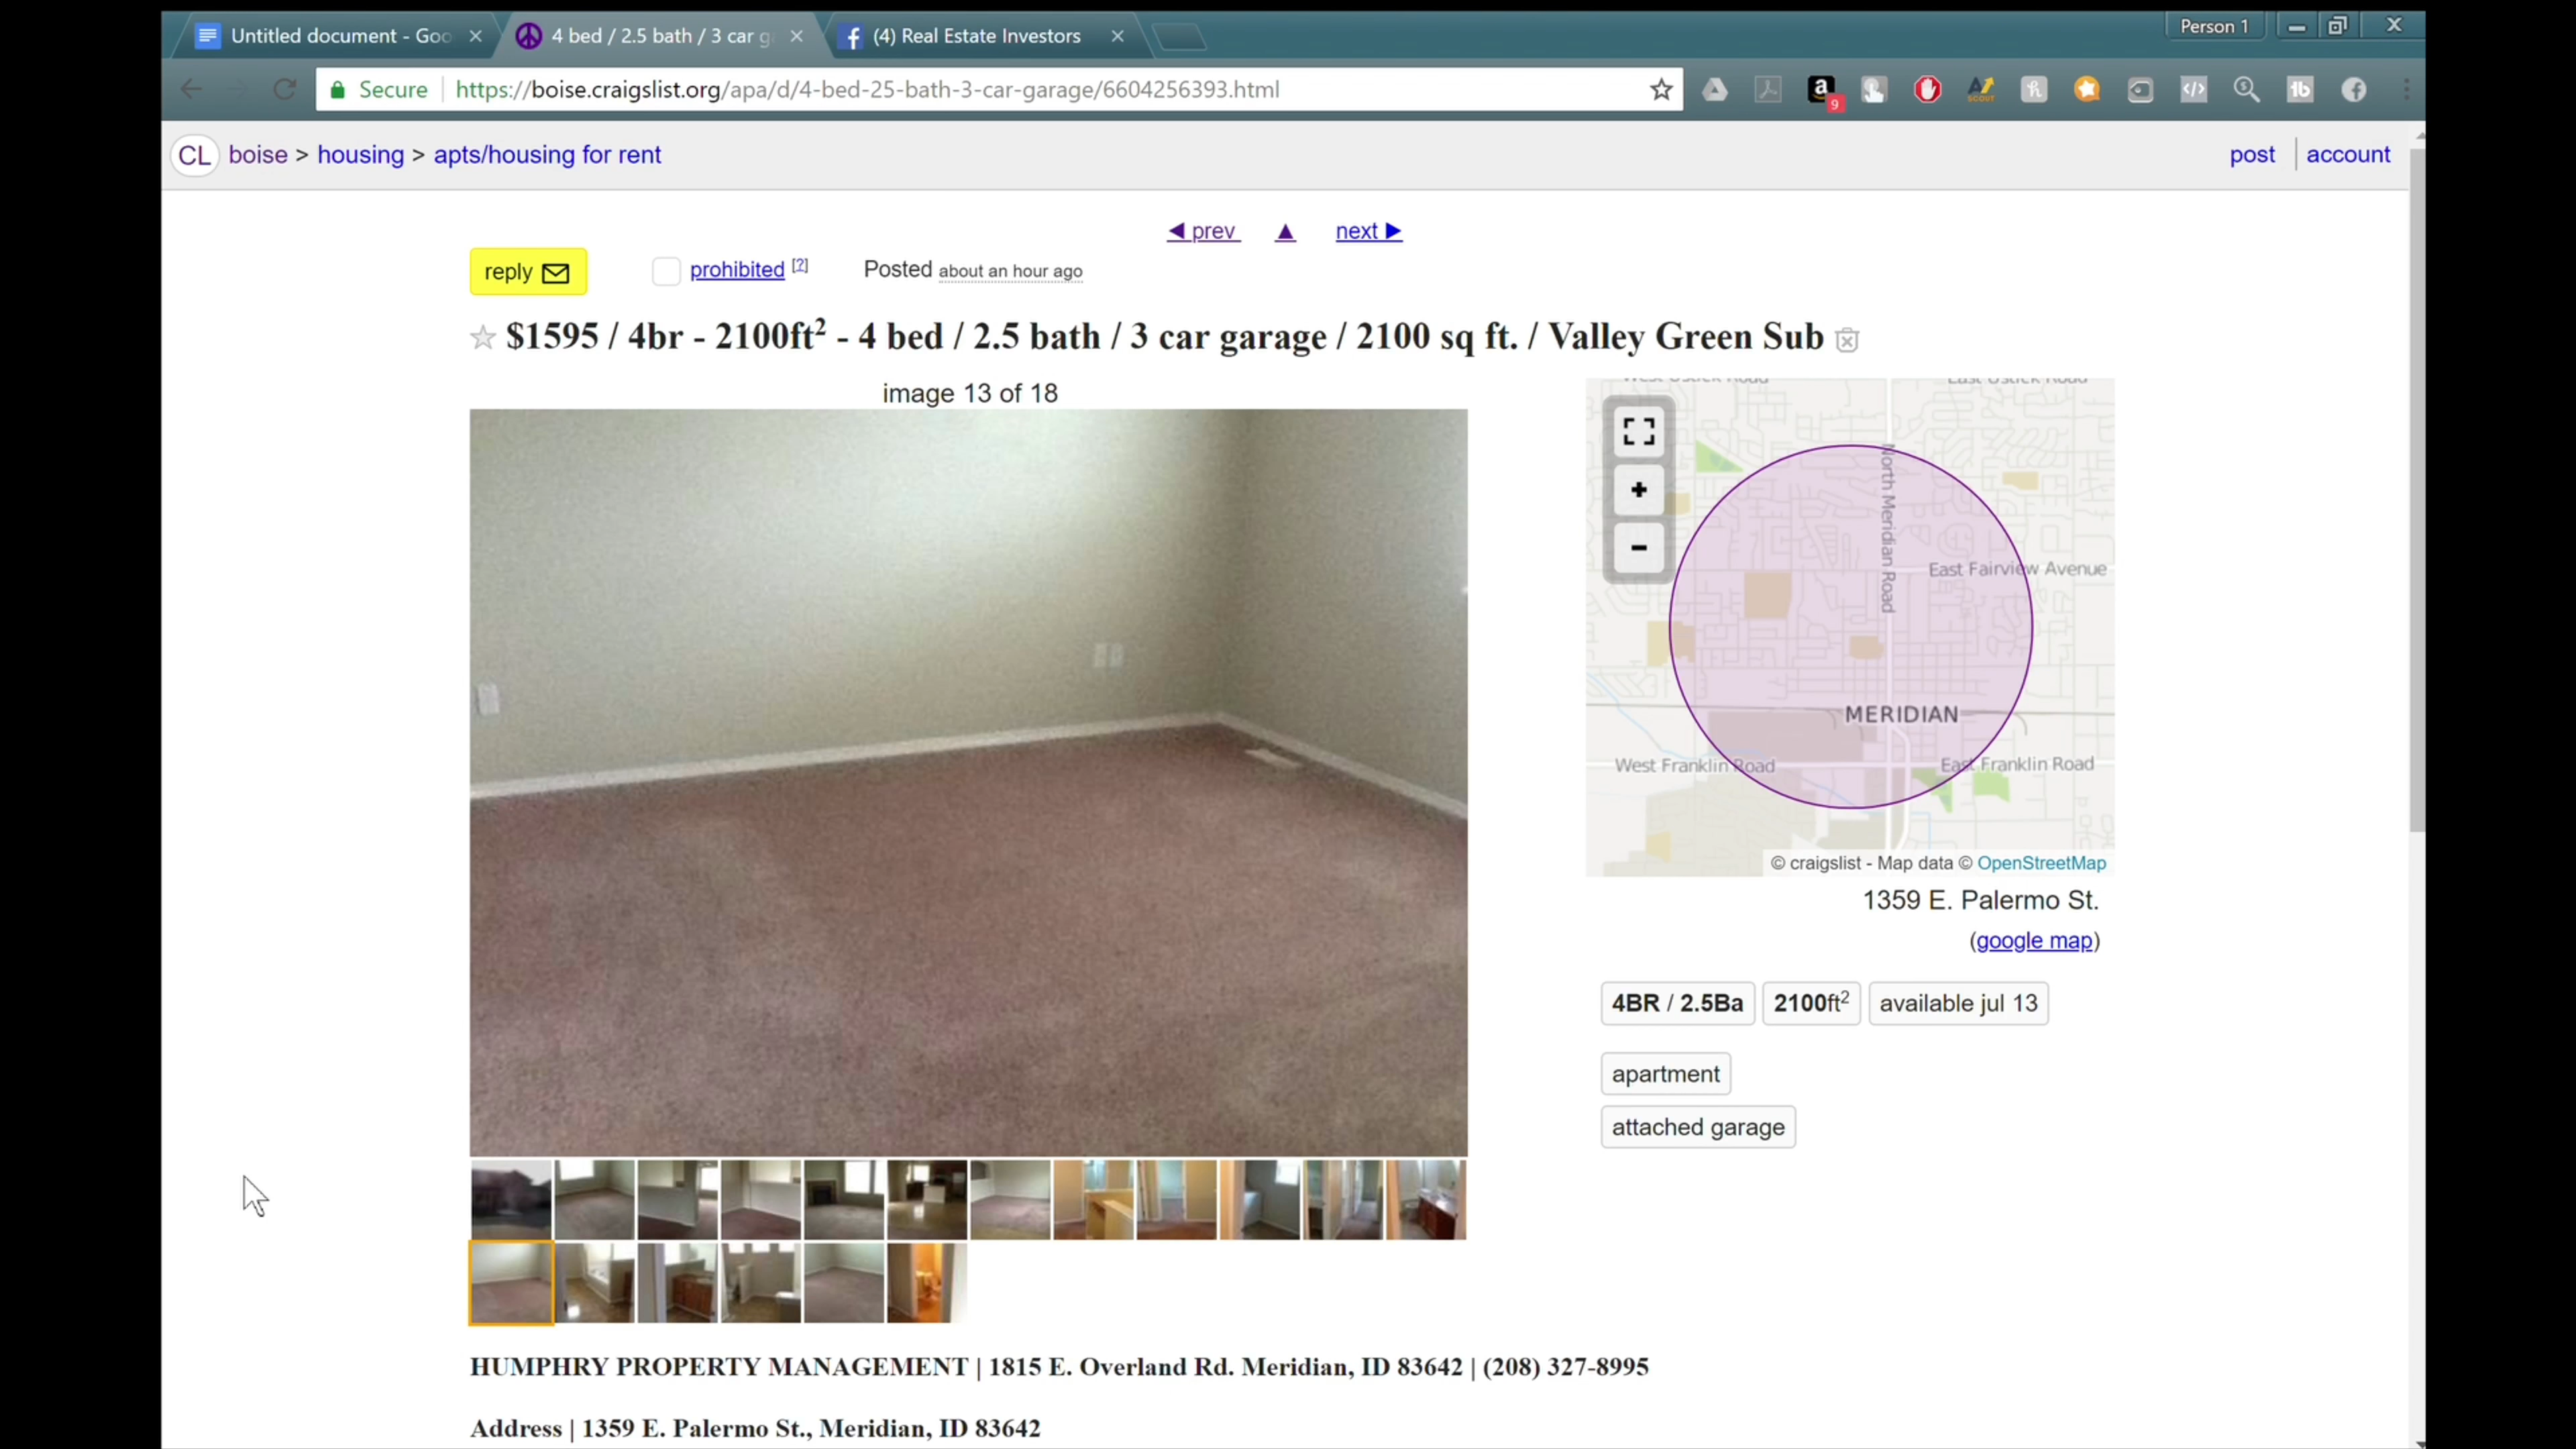 Untitled document - Goo
4 bed / 2.5 bath / 3 car g
(4) Real Estate Investors
Person 1
Secure
https://boise.craigslist.org/apa/d/4-bed-25-bath-3-car-garage/6604256393.html
9
CL boise > housing > apts/housing for rent
post
account
◀ prev ▲ next ▶
reply
prohibited [?]
Posted about an hour ago
$1595 / 4br - 2100ft² - 4 bed / 2.5 bath / 3 car garage / 2100 sq ft. / Valley Green Sub
image 13 of 18
+
−
North Meridian Road
East Fairview Avenue
MERIDIAN
West Franklin Road
East Franklin Road
© craigslist - Map data © OpenStreetMap
1359 E. Palermo St.
(google map)
4BR / 2.5Ba
2100ft²
available jul 13
apartment
attached garage
HUMPHRY PROPERTY MANAGEMENT | 1815 E. Overland Rd. Meridian, ID 83642 | (208) 327-8995
Address | 1359 E. Palermo St., Meridian, ID 83642